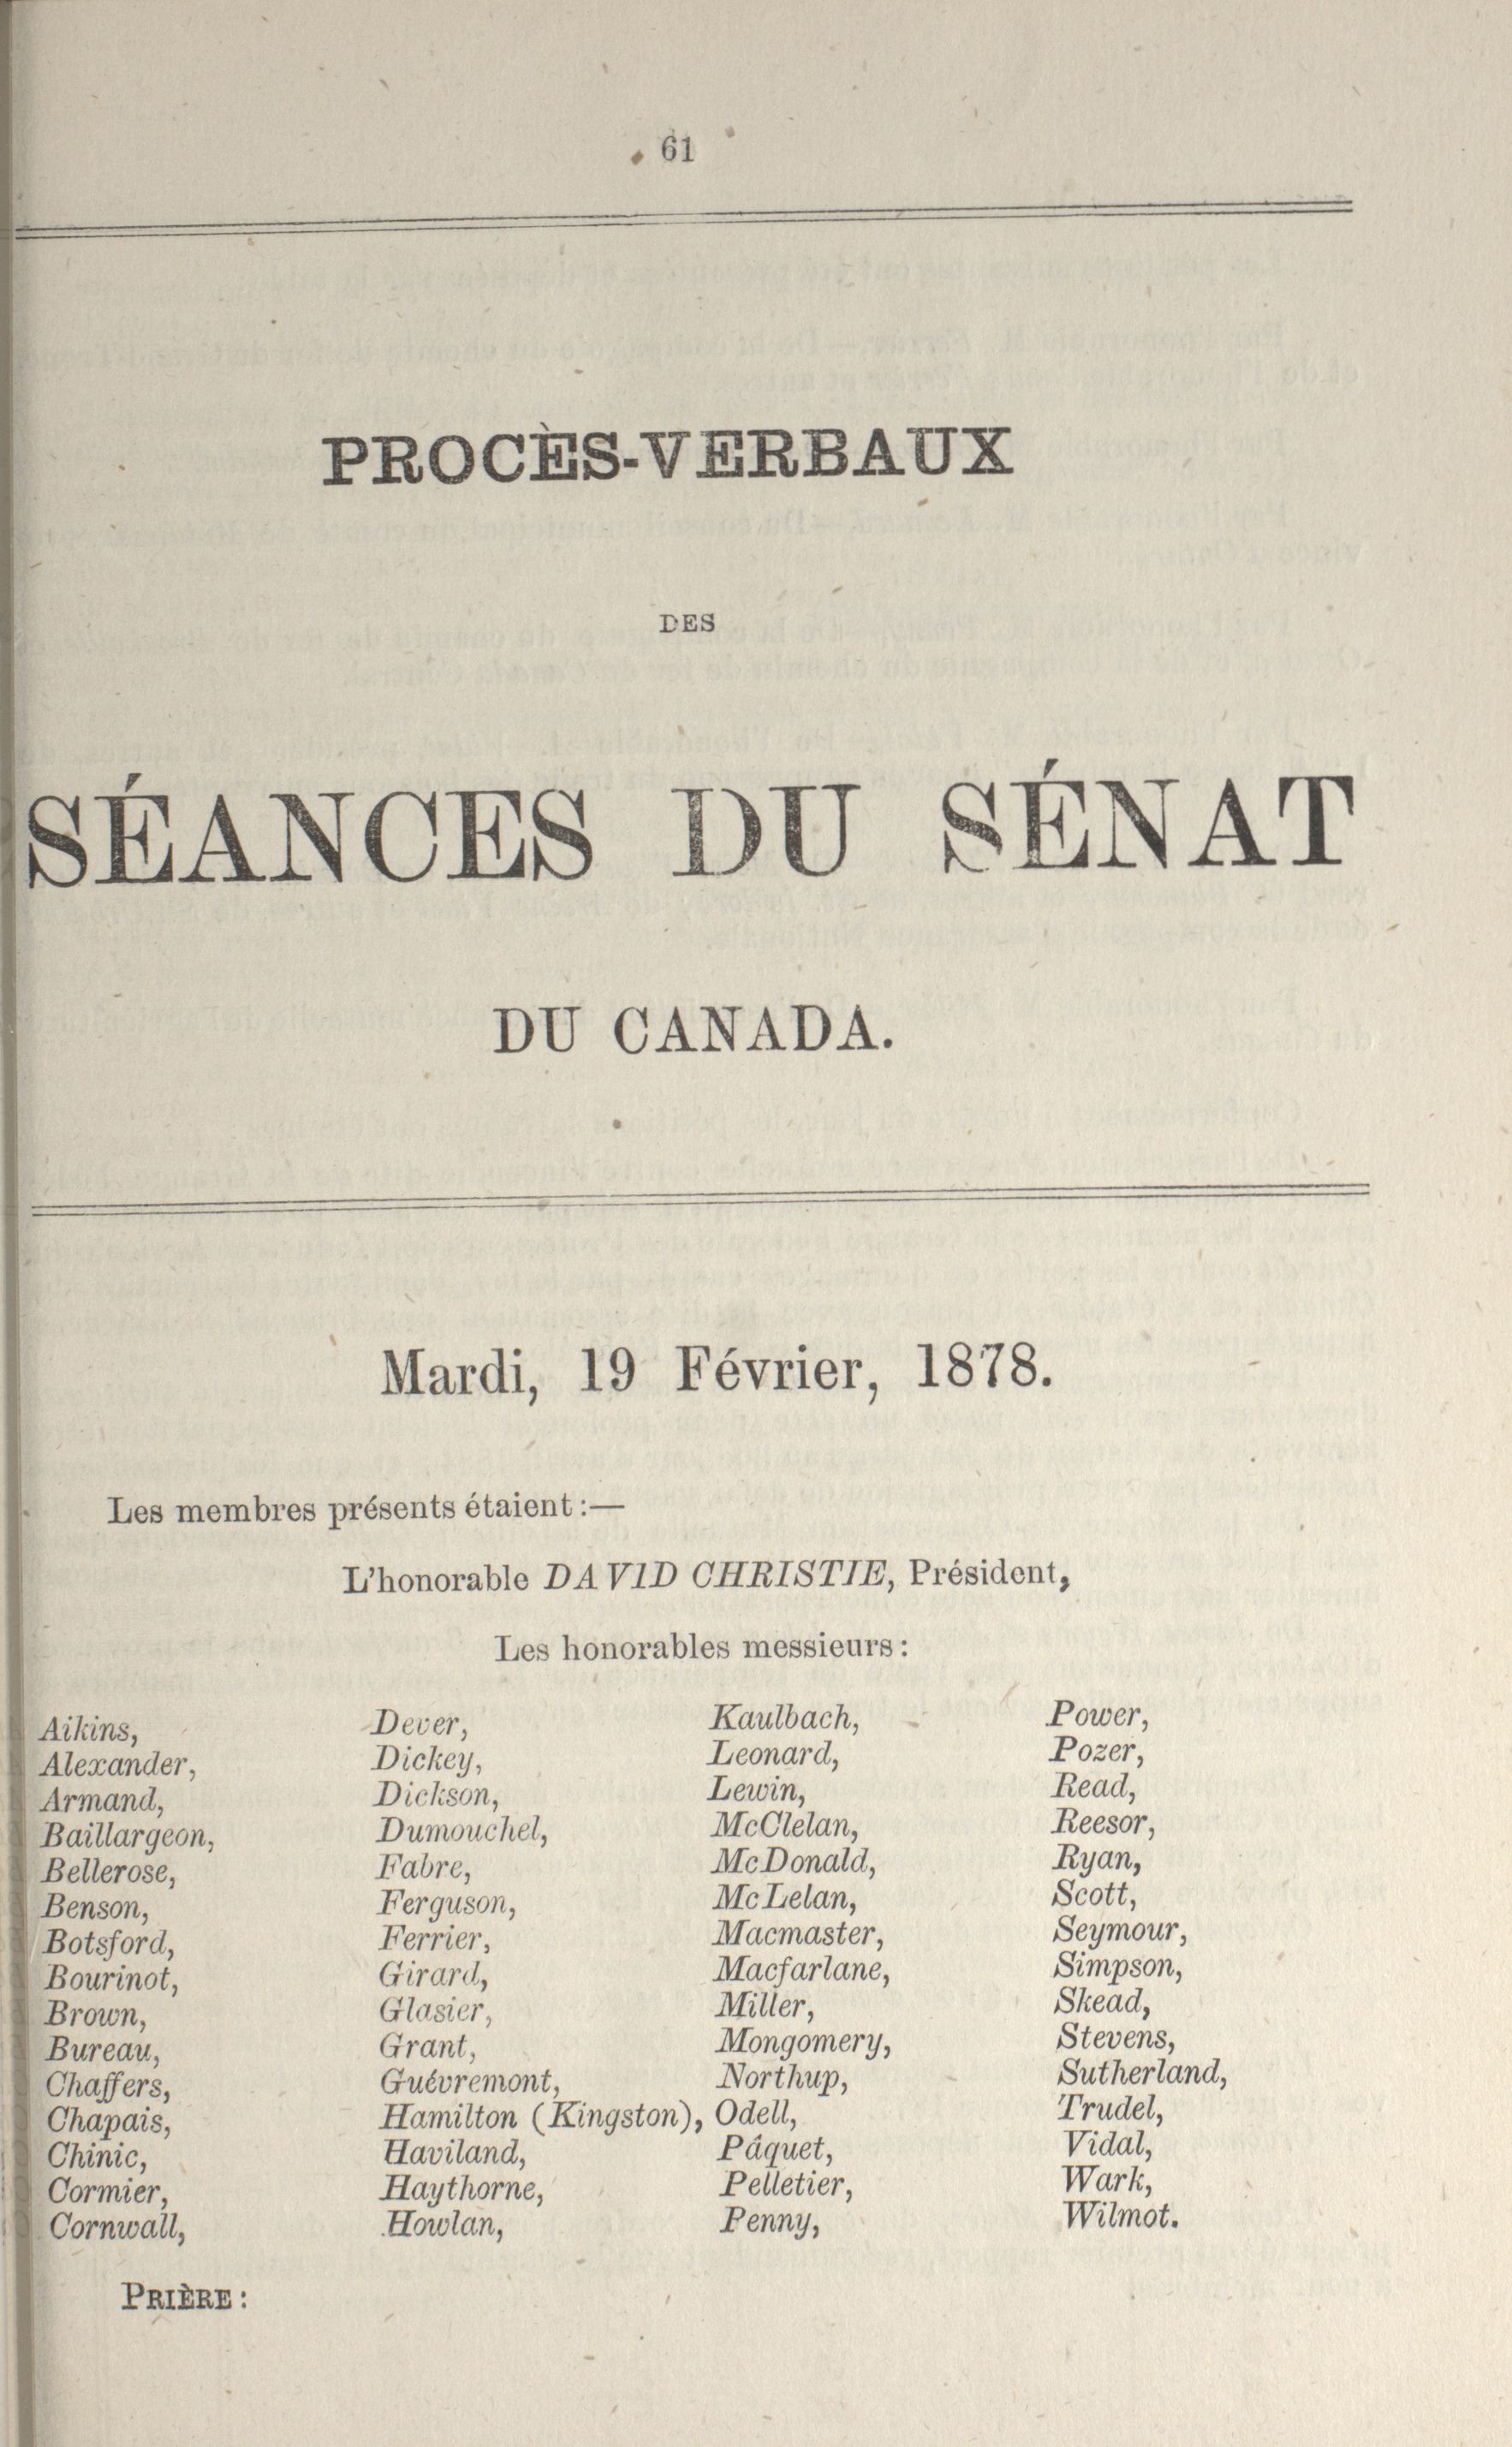 61
PROCÈS-VERBAUX
DES
SÉANCES DU SÉNAT
DU CANADA.
Mardi, 19 Février, 1878.
Les membres présents étaient :—
L'honorable DAVID CHRISTIE, Président,
Les honorables messieurs :
Aikins,
Alexander,
Armand,
Baillargeon,
Bellerose,
Benson,
Botsford,
Bourinot,
Brown,
Bureau,
Chaffers,
Chapais,
Chinic,
Cormier,
Cornwall,
Dever,
Dickey,
Dickson,
Dumouchel,
Fabre,
Ferguson,
Ferrier,
Girard,
Glasier,
Grant,
Guévremont,
Hamilton (Kingston),
Haviland,
Haythorne,
Howlan,
Kaulbach,
Leonard,
Lewin,
McClelan,
McDonald,
McLelan,
Macmaster,
Macfarlane,
Miller,
Mongomery,
Northup,
Odell,
Pâquet,
Pelletier,
Penny,
Power,
Pozer,
Read,
Reesor,
Ryan,
Scott,
Seymour,
Simpson,
Skead,
Stevens,
Sutherland,
Trudel,
Vidal,
Wark,
Wilmot.
PRIÈRE :